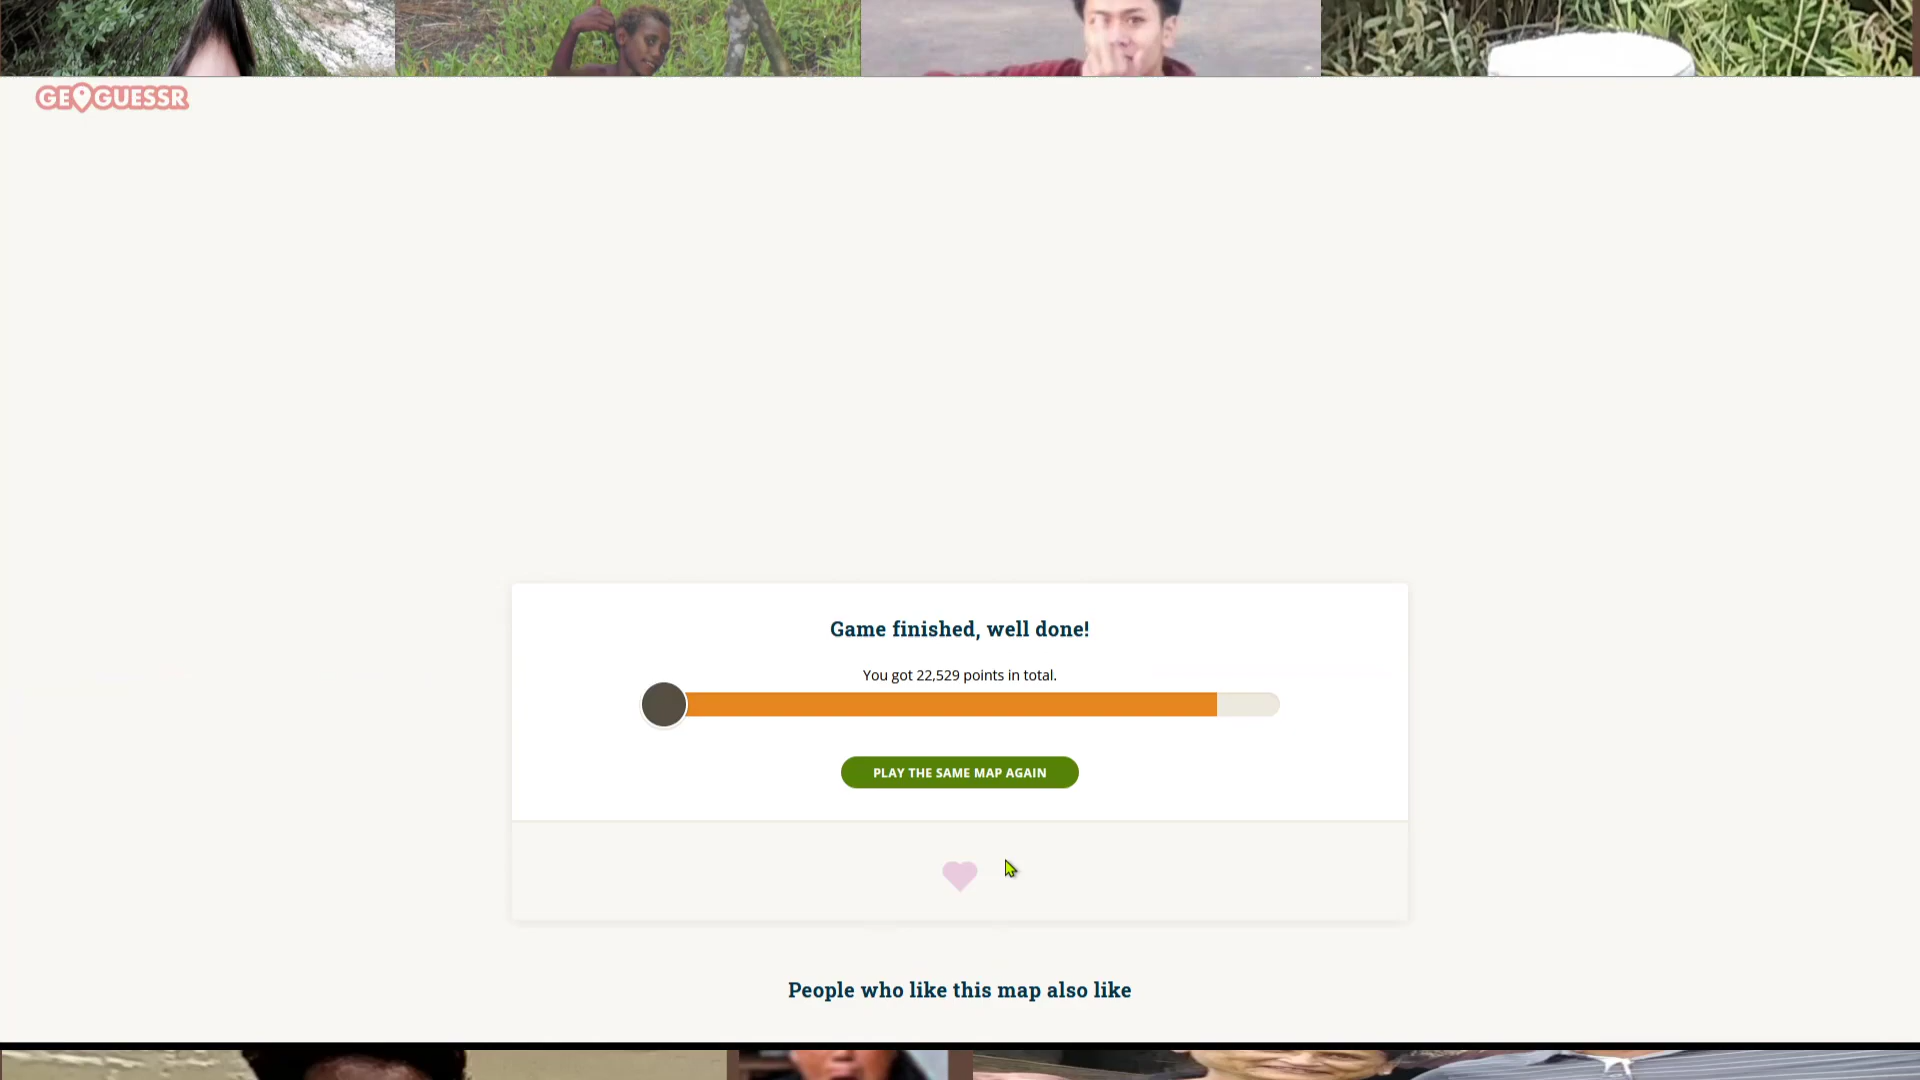 GEOGUESSR
Game finished, well done!
You got 22,529 points in total.
PLAY THE SAME MAP AGAIN
People who like this map also like